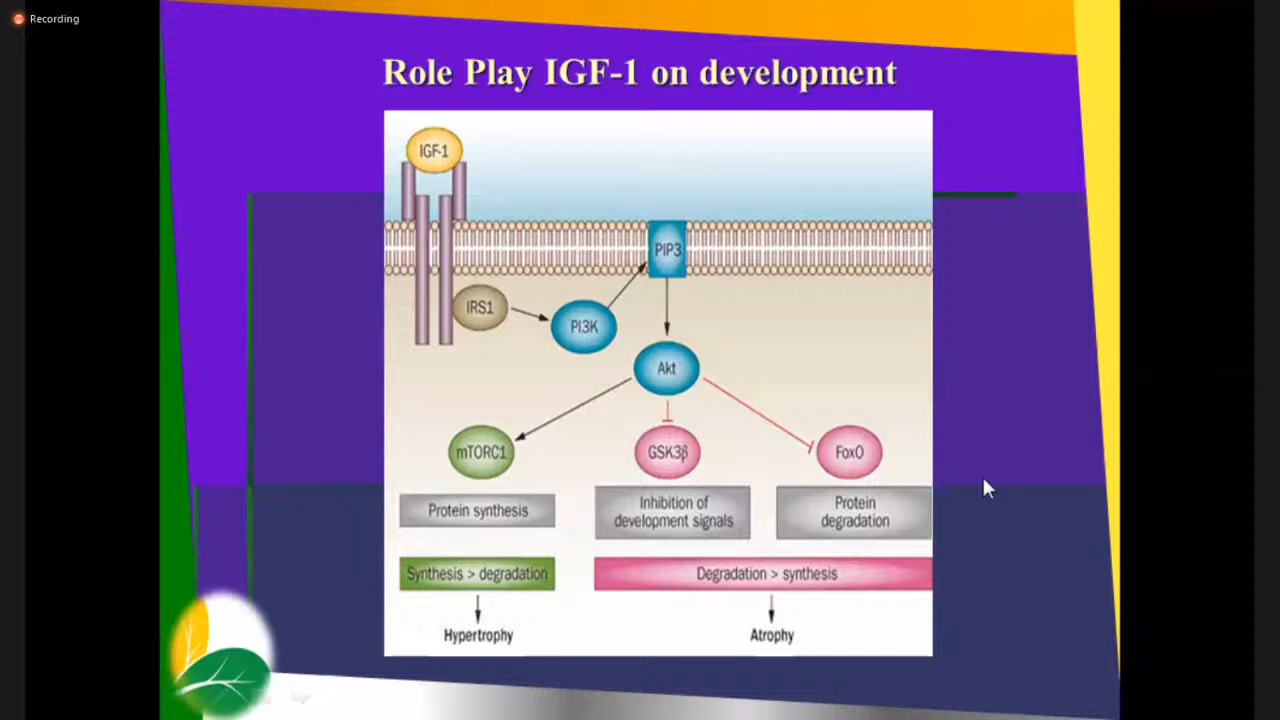 Recording
Role Play IGF-1 on development
IGF-1
PIP3
IRS1
PI3K
Akt
mTORC1
GSK3β
FoxO
Protein synthesis
Inhibition of
development signals
Protein
degradation
Synthesis > degradation
Degradation > synthesis
Hypertrophy
Atrophy